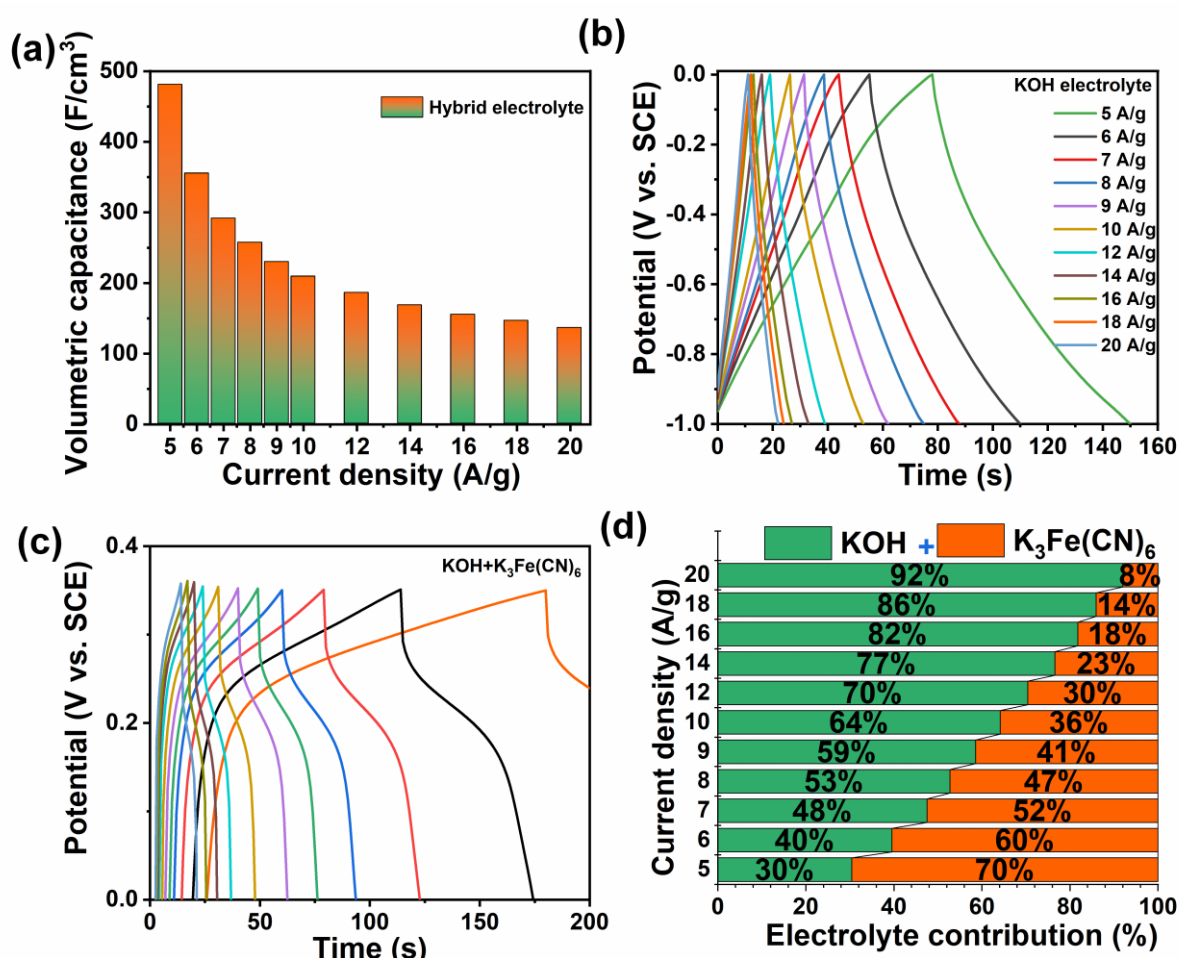 (a)
Volumetric capacitance (F/cm³)
500
400
300
200
100
0
Hybrid electrolyte
5 6 7 8 9 10 12 14 16 18 20
Current density (A/g)
(b)
Potential (V vs. SCE)
0.0
-0.2
-0.4
-0.6
-0.8
-1.0
KOH electrolyte
5 A/g
6 A/g
7 A/g
8 A/g
9 A/g
10 A/g
12 A/g
14 A/g
16 A/g
18 A/g
20 A/g
0 20 40 60 80 100 120 140 160
Time (s)
(c)
Potential (V vs. SCE)
0.4
0.2
0.0
KOH+K₃Fe(CN)₆
0 50 100 150 200
Time (s)
(d)
KOH + K₃Fe(CN)₆
Current density (A/g)
20 92% 8%
18 86% 14%
16 82% 18%
14 77% 23%
12 70% 30%
10 64% 36%
9 59% 41%
8 53% 47%
7 48% 52%
6 40% 60%
5 30% 70%
0 20 40 60 80 100
Electrolyte contribution (%)